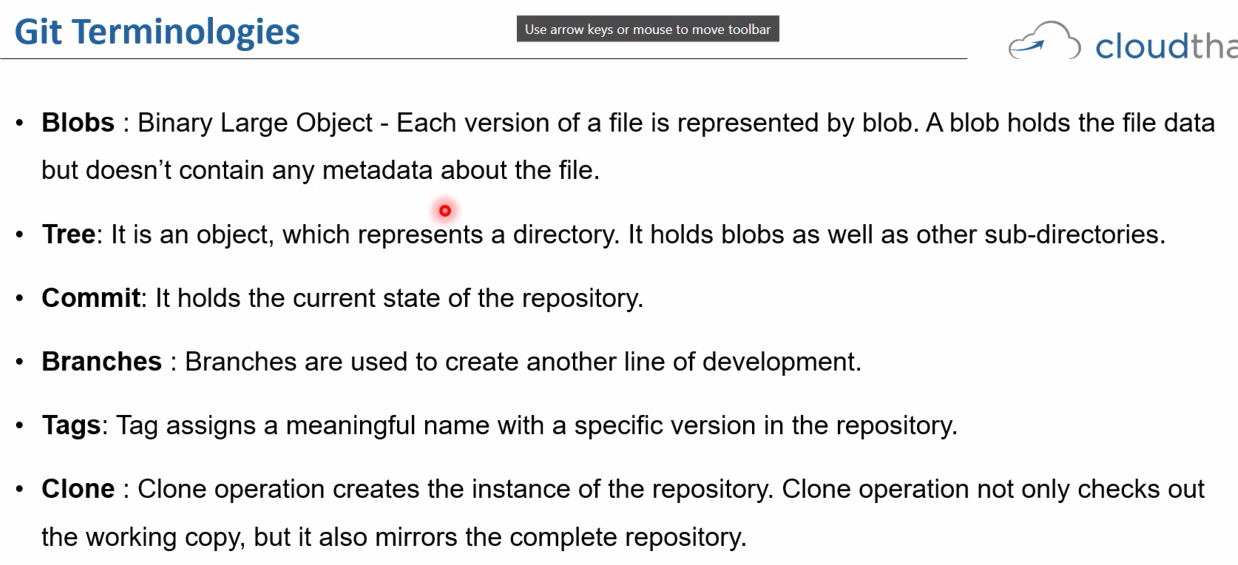 Git Terminologies
Use arrow keys or mouse to move toolbar
cloudtha
• Blobs : Binary Large Object - Each version of a file is represented by blob. A blob holds the file data
but doesn’t contain any metadata about the file.
• Tree: It is an object, which represents a directory. It holds blobs as well as other sub-directories.
• Commit: It holds the current state of the repository.
• Branches : Branches are used to create another line of development.
• Tags: Tag assigns a meaningful name with a specific version in the repository.
• Clone : Clone operation creates the instance of the repository. Clone operation not only checks out
the working copy, but it also mirrors the complete repository.